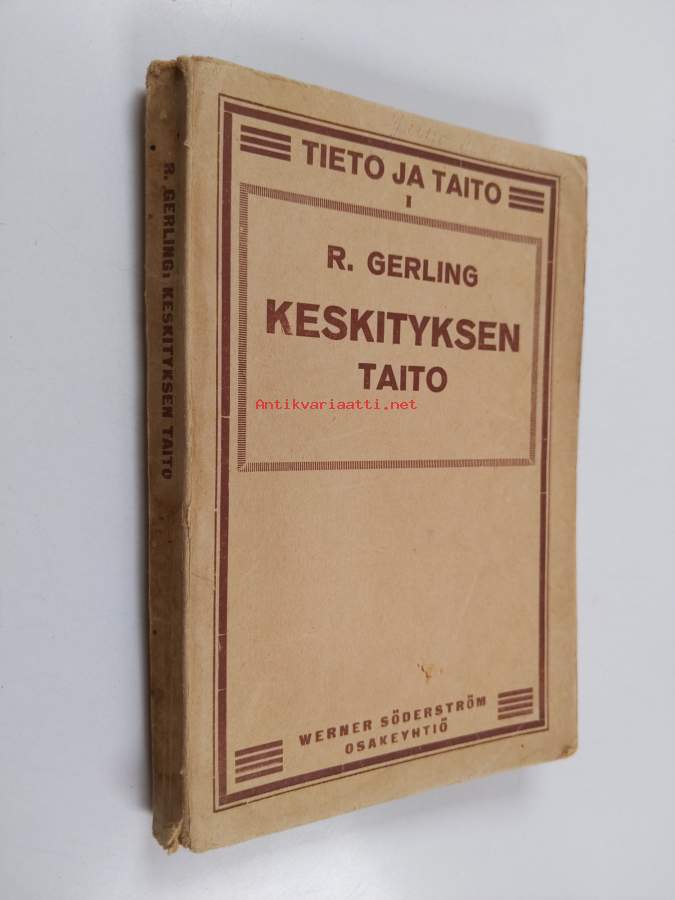 R. GERLING, KESKITYKSEN TAITO
TIETO JA TAITO
I
R. GERLING
KESKITYKSEN
TAITO
Antikvariaatti.net
WERNER SÖDERSTRÖM
OSAKEYHTIÖ